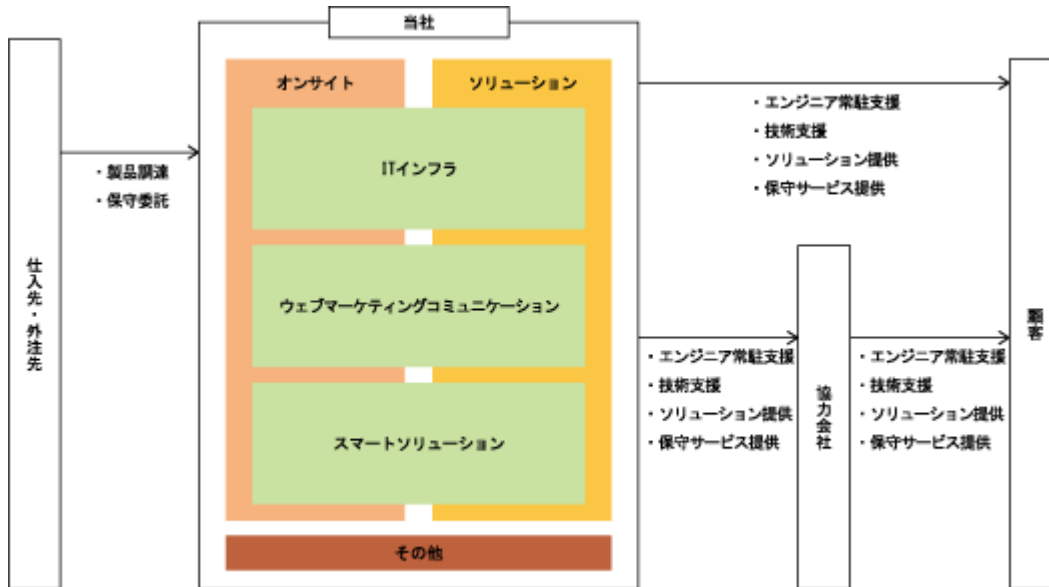 当社
オンサイト
ソリューション
ITインフラ
ウェブマーケティングコミュニケーション
スマートソリューション
その他
仕入先・外注先
・製品調達
・保守委託
・エンジニア常駐支援
・技術支援
・ソリューション提供
・保守サービス提供
・エンジニア常駐支援
・技術支援
・ソリューション提供
・保守サービス提供
協力会社
・エンジニア常駐支援
・技術支援
・ソリューション提供
・保守サービス提供
顧客